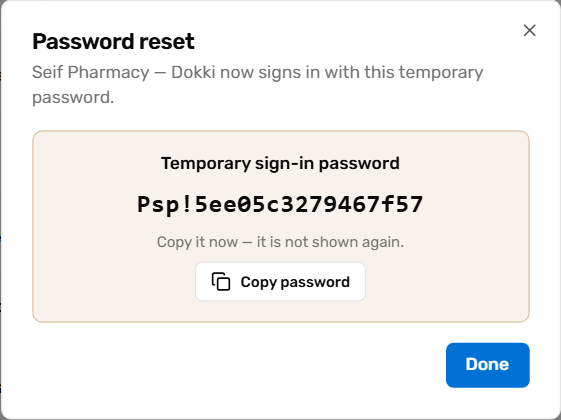 Password reset
Seif Pharmacy — Dokki now signs in with this temporary
password.
Temporary sign-in password
Psp!5ee05c3279467f57
Copy it now — it is not shown again.
Copy password
Done